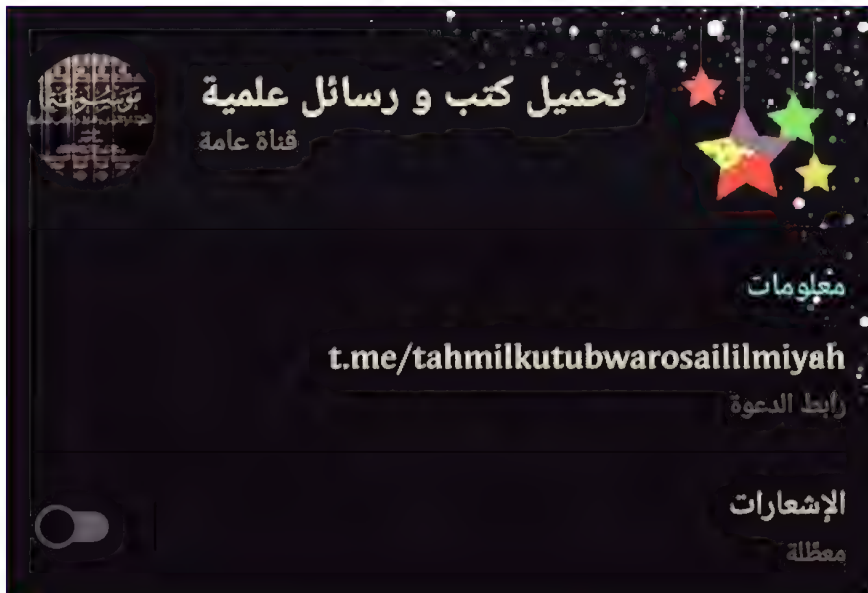 تحميل كتب و رسائل علمية
قناة عامة
معلومات
t.me/tahmilkutubwarosaililmiyah
رابط الدعوة
الإشعارات
معطّلة